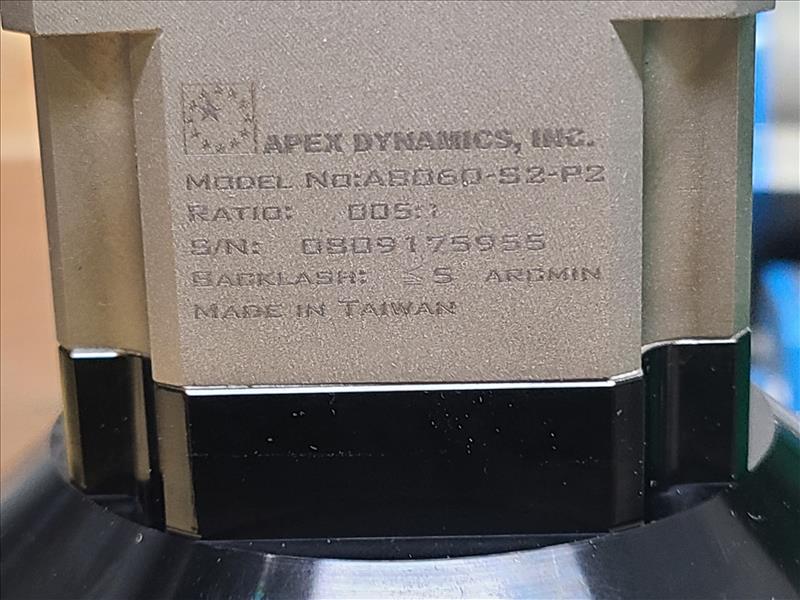 APEX DYNAMICS, INC.
MODEL NO:AB060-S2-P2
RATIO: 005:1
S/N: 0809175955
BACKLASH: ≤5 ARCMIN
MADE IN TAIWAN